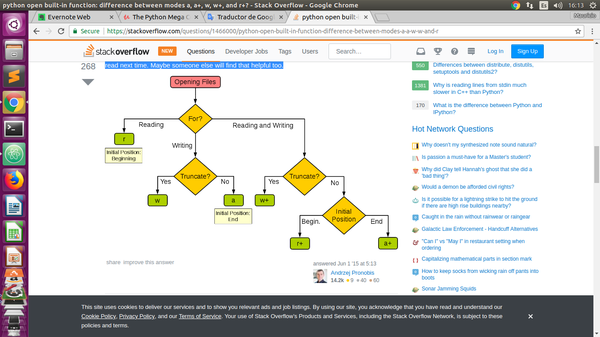 python open built-in function: difference between modes a, a+, w, w+, and r+? - Stack Overflow - Google Chrome
Es
16:13
Evernote Web
The Python Mega C
Traductor de Goog
python open built-in
Secure
https://stackoverflow.com/questions/1466000/python-open-built-in-function-difference-between-modes-a-a-w-w-and-r
stackoverflow
Questions
Developer Jobs
Tags
Users
Search...
Log In
Sign Up
268
read next time. Maybe someone else will find that helpful too.
Opening Files
For?
Reading
Writing
Reading and Writing
r
Initial Position:
Beginning
Truncate?
Yes
No
w
a
Initial Position:
End
Truncate?
Yes
No
w+
Initial
Position
Begin.
End
r+
a+
share improve this answer
answered Jun 1 '15 at 5:13
Andrzej Pronobis
14.2k 9 40 60
550
Differences between distribute, distutils,
setuptools and distutils2?
1361
Why is reading lines from stdin much
slower in C++ than Python?
170
What is the difference between Python and
IPython?
Hot Network Questions
Why doesn't my synthesized note sound natural?
Is passion a must-have for a Master's student?
Why did Clay tell Hannah's ghost that she did a
'bad thing'?
Would a demon be afforded civil rights?
Is it possible for a lightning strike to hit the ground
if there are high rise buildings nearby?
Caught in the rain without rainwear or raingear
Galactic Law Enforcement - Handout Alternatives
"Can I" vs "May I" in restaurant setting when
ordering
Capitalizing mathematical parts in section mark
How to keep socks from wicking rain off pants into
boots
Sonar Jamming Squids
This site uses cookies to deliver our services and to show you relevant ads and job listings. By using our site, you acknowledge that you have read and understand our
Cookie Policy, Privacy Policy, and our Terms of Service. Your use of Stack Overflow's Products and Services, including the Stack Overflow Network, is subject to these
policies and terms.